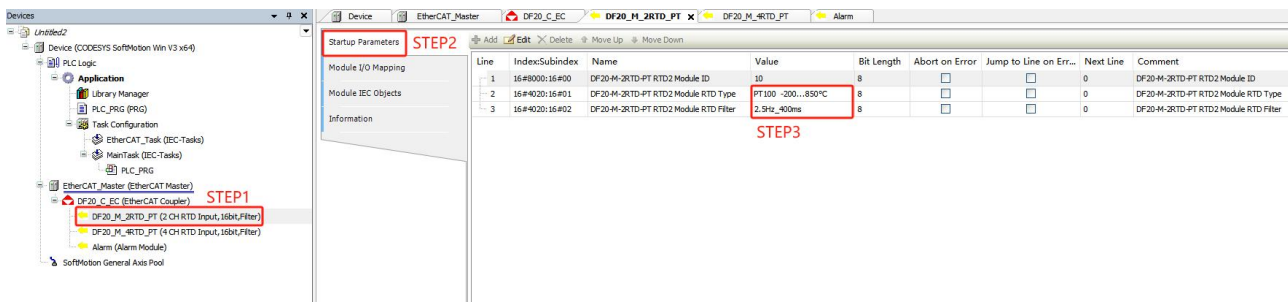 Devices
Untitled2
Device (CODESYS SoftMotion Win V3 x64)
PLC Logic
Application
Library Manager
PLC_PRG (PRG)
Task Configuration
EtherCAT_Task (IEC-Tasks)
MainTask (IEC-Tasks)
PLC_PRG
EtherCAT_Master (EtherCAT Master)
DF20_C_EC (EtherCAT Coupler)
STEP1
DF20_M_2RTD_PT (2 CH RTD Input,16bit,Filter)
DF20_M_4RTD_PT (4 CH RTD Input,16bit,Filter)
Alarm (Alarm Module)
SoftMotion General Axis Pool
Device EtherCAT_Master DF20_C_EC DF20_M_2RTD_PT x DF20_M_4RTD_PT Alarm
Startup Parameters
STEP2
Module I/O Mapping
Module IEC Objects
Information
Add Edit Delete Move Up Move Down
Line Index:Subindex Name Value Bit Length Abort on Error Jump to Line on Err... Next Line Comment
1 16#8000:16#00 DF20-M-2RTD-PT RTD2 Module ID 10 8 0 DF20-M-2RTD-PT RTD2 Module ID
2 16#4020:16#01 DF20-M-2RTD-PT RTD2 Module RTD Type PT100 -200...850°C 8 0 DF20-M-2RTD-PT RTD2 Module RTD Type
3 16#4020:16#02 DF20-M-2RTD-PT RTD2 Module RTD Filter 2.5Hz_400ms 8 0 DF20-M-2RTD-PT RTD2 Module RTD Filter
STEP3